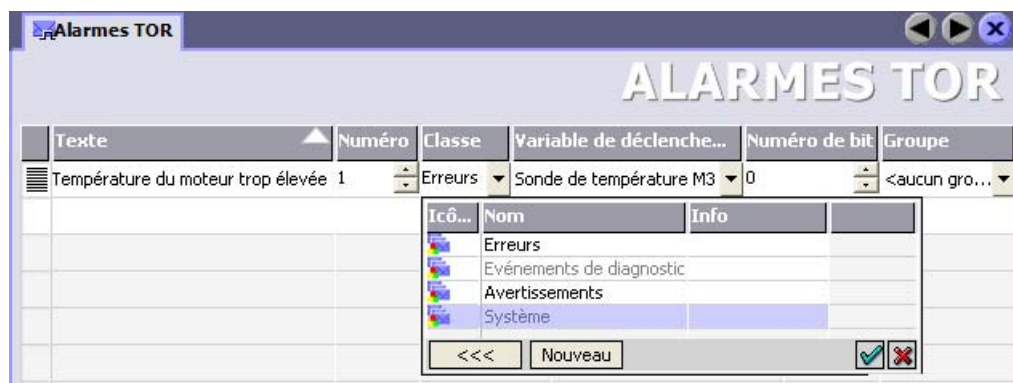 Alarmes TOR
ALARMES TOR
Texte Numéro Classe Variable de déclenche... Numéro de bit Groupe
Température du moteur trop élevée 1 Erreurs Sonde de température M3 0 <aucun gro...
Icô... Nom Info
Erreurs
Evénements de diagnostic
Avertissements
Système
<<< Nouveau